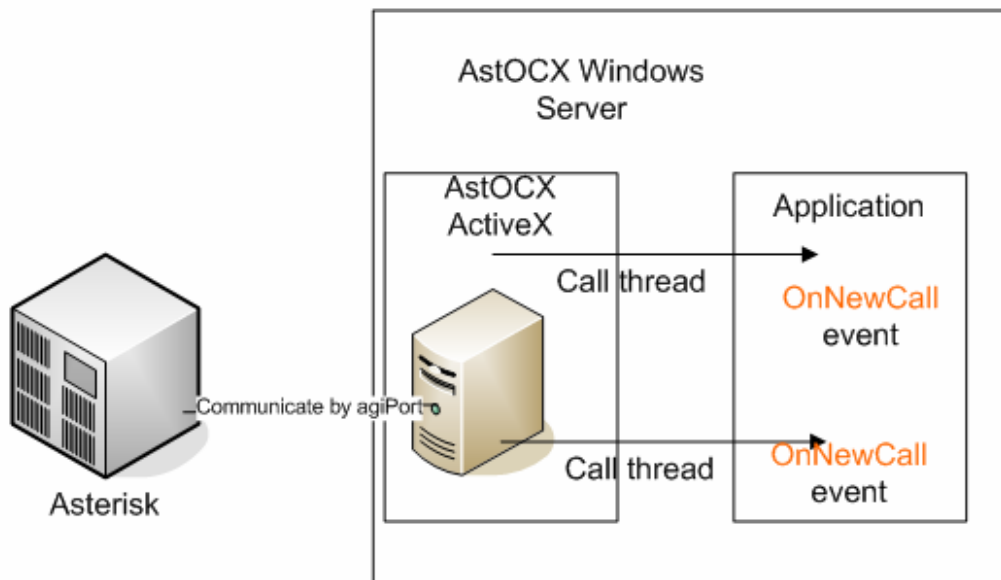 AstOCX Windows
Server
AstOCX
ActiveX
Application
Call thread
OnNewCall
event
Communicate by agiPort
Call thread
OnNewCall
event
Asterisk